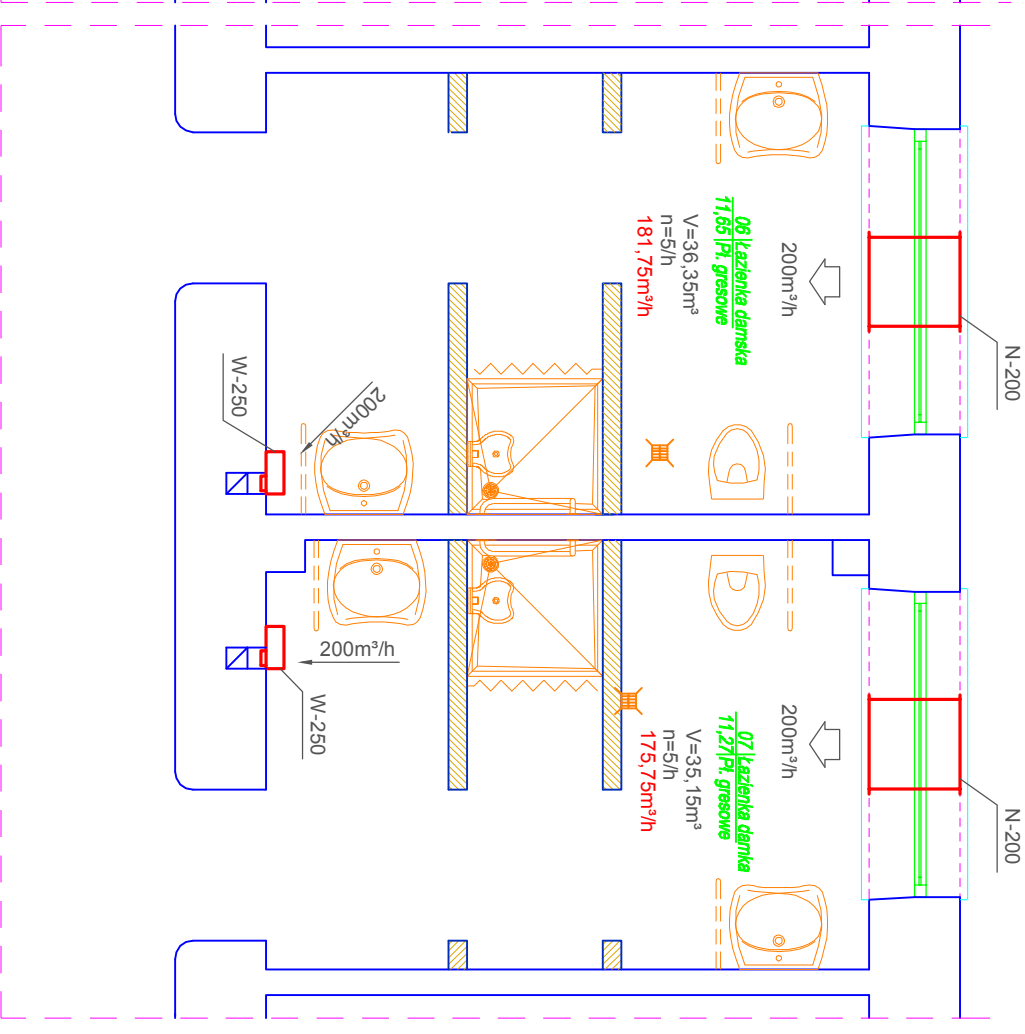 N-200
200m³/h
06 Łazienka damska
11,65 Pł. gresowe
V=36,35m³
n=5/h
181,75m³/h
200m³/h
W-250
N-200
200m³/h
07 Łazienka damka
11,27 Pł. gresowe
V=35,15m³
n=5/h
175,75m³/h
200m³/h
W-250